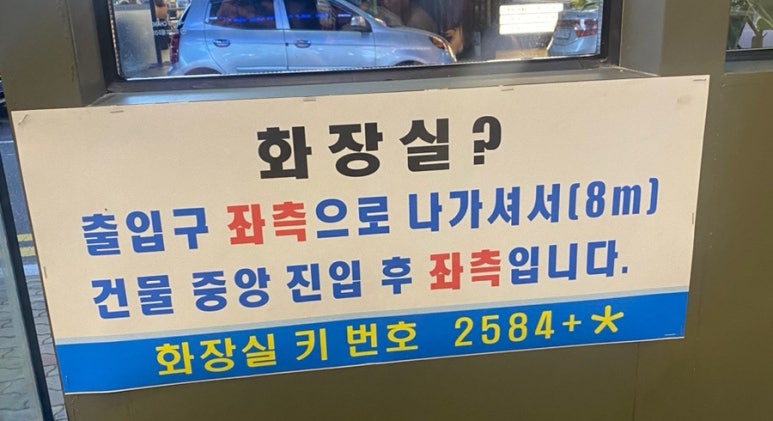 화장실?
출입구 좌측으로 나가셔서(8m)
건물 중앙 진입 후 좌측입니다.
화장실 키 번호 2584+*